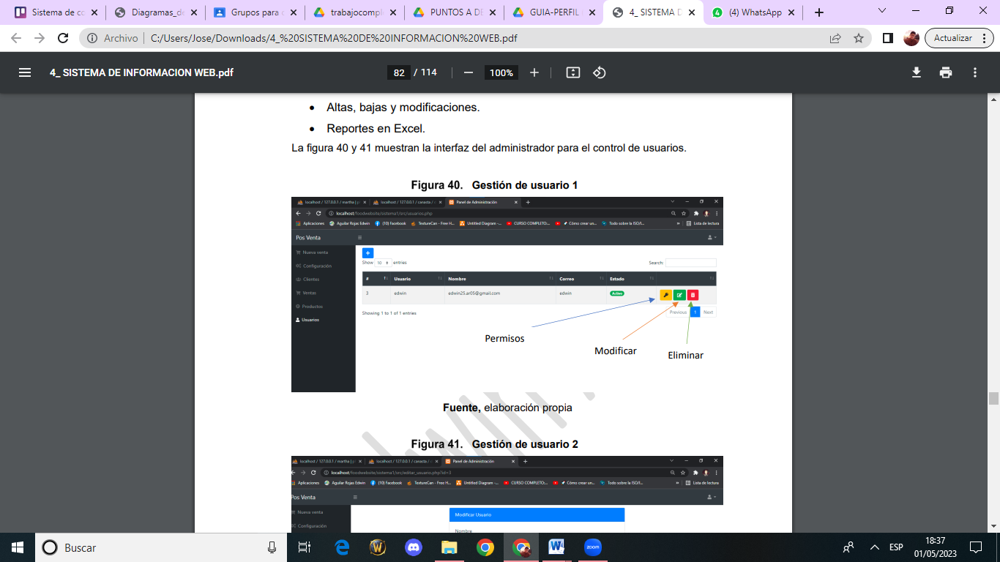 Sistema de co
Diagramas_de
Grupos para c
trabajocompl
PUNTOS A DE
GUIA-PERFIL
4_ SISTEMA D
(4) WhatsApp
Archivo
C:/Users/Jose/Downloads/4_%20SISTEMA%20DE%20INFORMACION%20WEB.pdf
Actualizar
4_ SISTEMA DE INFORMACION WEB.pdf
82 / 114
100%
• Altas, bajas y modificaciones.
• Reportes en Excel.
La figura 40 y 41 muestran la interfaz del administrador para el control de usuarios.
Figura 40. Gestión de usuario 1
localhost / 127.0.0.1 / martha | p
localhost / 127.0.0.1 / canasta /
Panel de Administración
localhost/foodwebsite/sistema1/src/usuarios.php
Aplicaciones
Aguilar Rojas Edwin
(10) Facebook
TextureCan - Free H...
Untitled Diagram -...
CURSO COMPLETO:...
Cómo crear un...
Todo sobre la ISO/I...
Lista de lectura
Pos Venta
Nueva venta
Configuración
Clientes
Ventas
Productos
Usuarios
+
Show 10 entries
Search:
# Usuario Nombre Correo Estado
3 edwin edwin25.ar05@gmail.com edwin Activo
Showing 1 to 1 of 1 entries
Previous 1 Next
Permisos
Modificar
Eliminar
Fuente, elaboración propia
Figura 41. Gestión de usuario 2
localhost / 127.0.0.1 / martha | p
localhost / 127.0.0.1 / canasta /
Panel de Administración
localhost/foodwebsite/sistema1/src/editar_usuario.php?id=3
Aplicaciones
Aguilar Rojas Edwin
(10) Facebook
TextureCan - Free H...
Untitled Diagram -...
CURSO COMPLETO:...
Cómo crear un...
Todo sobre la ISO/I...
Lista de lectura
Pos Venta
Nueva venta
Configuración
Modificar Usuario
Nombre
Buscar
zoom
ESP
18:37
01/05/2023